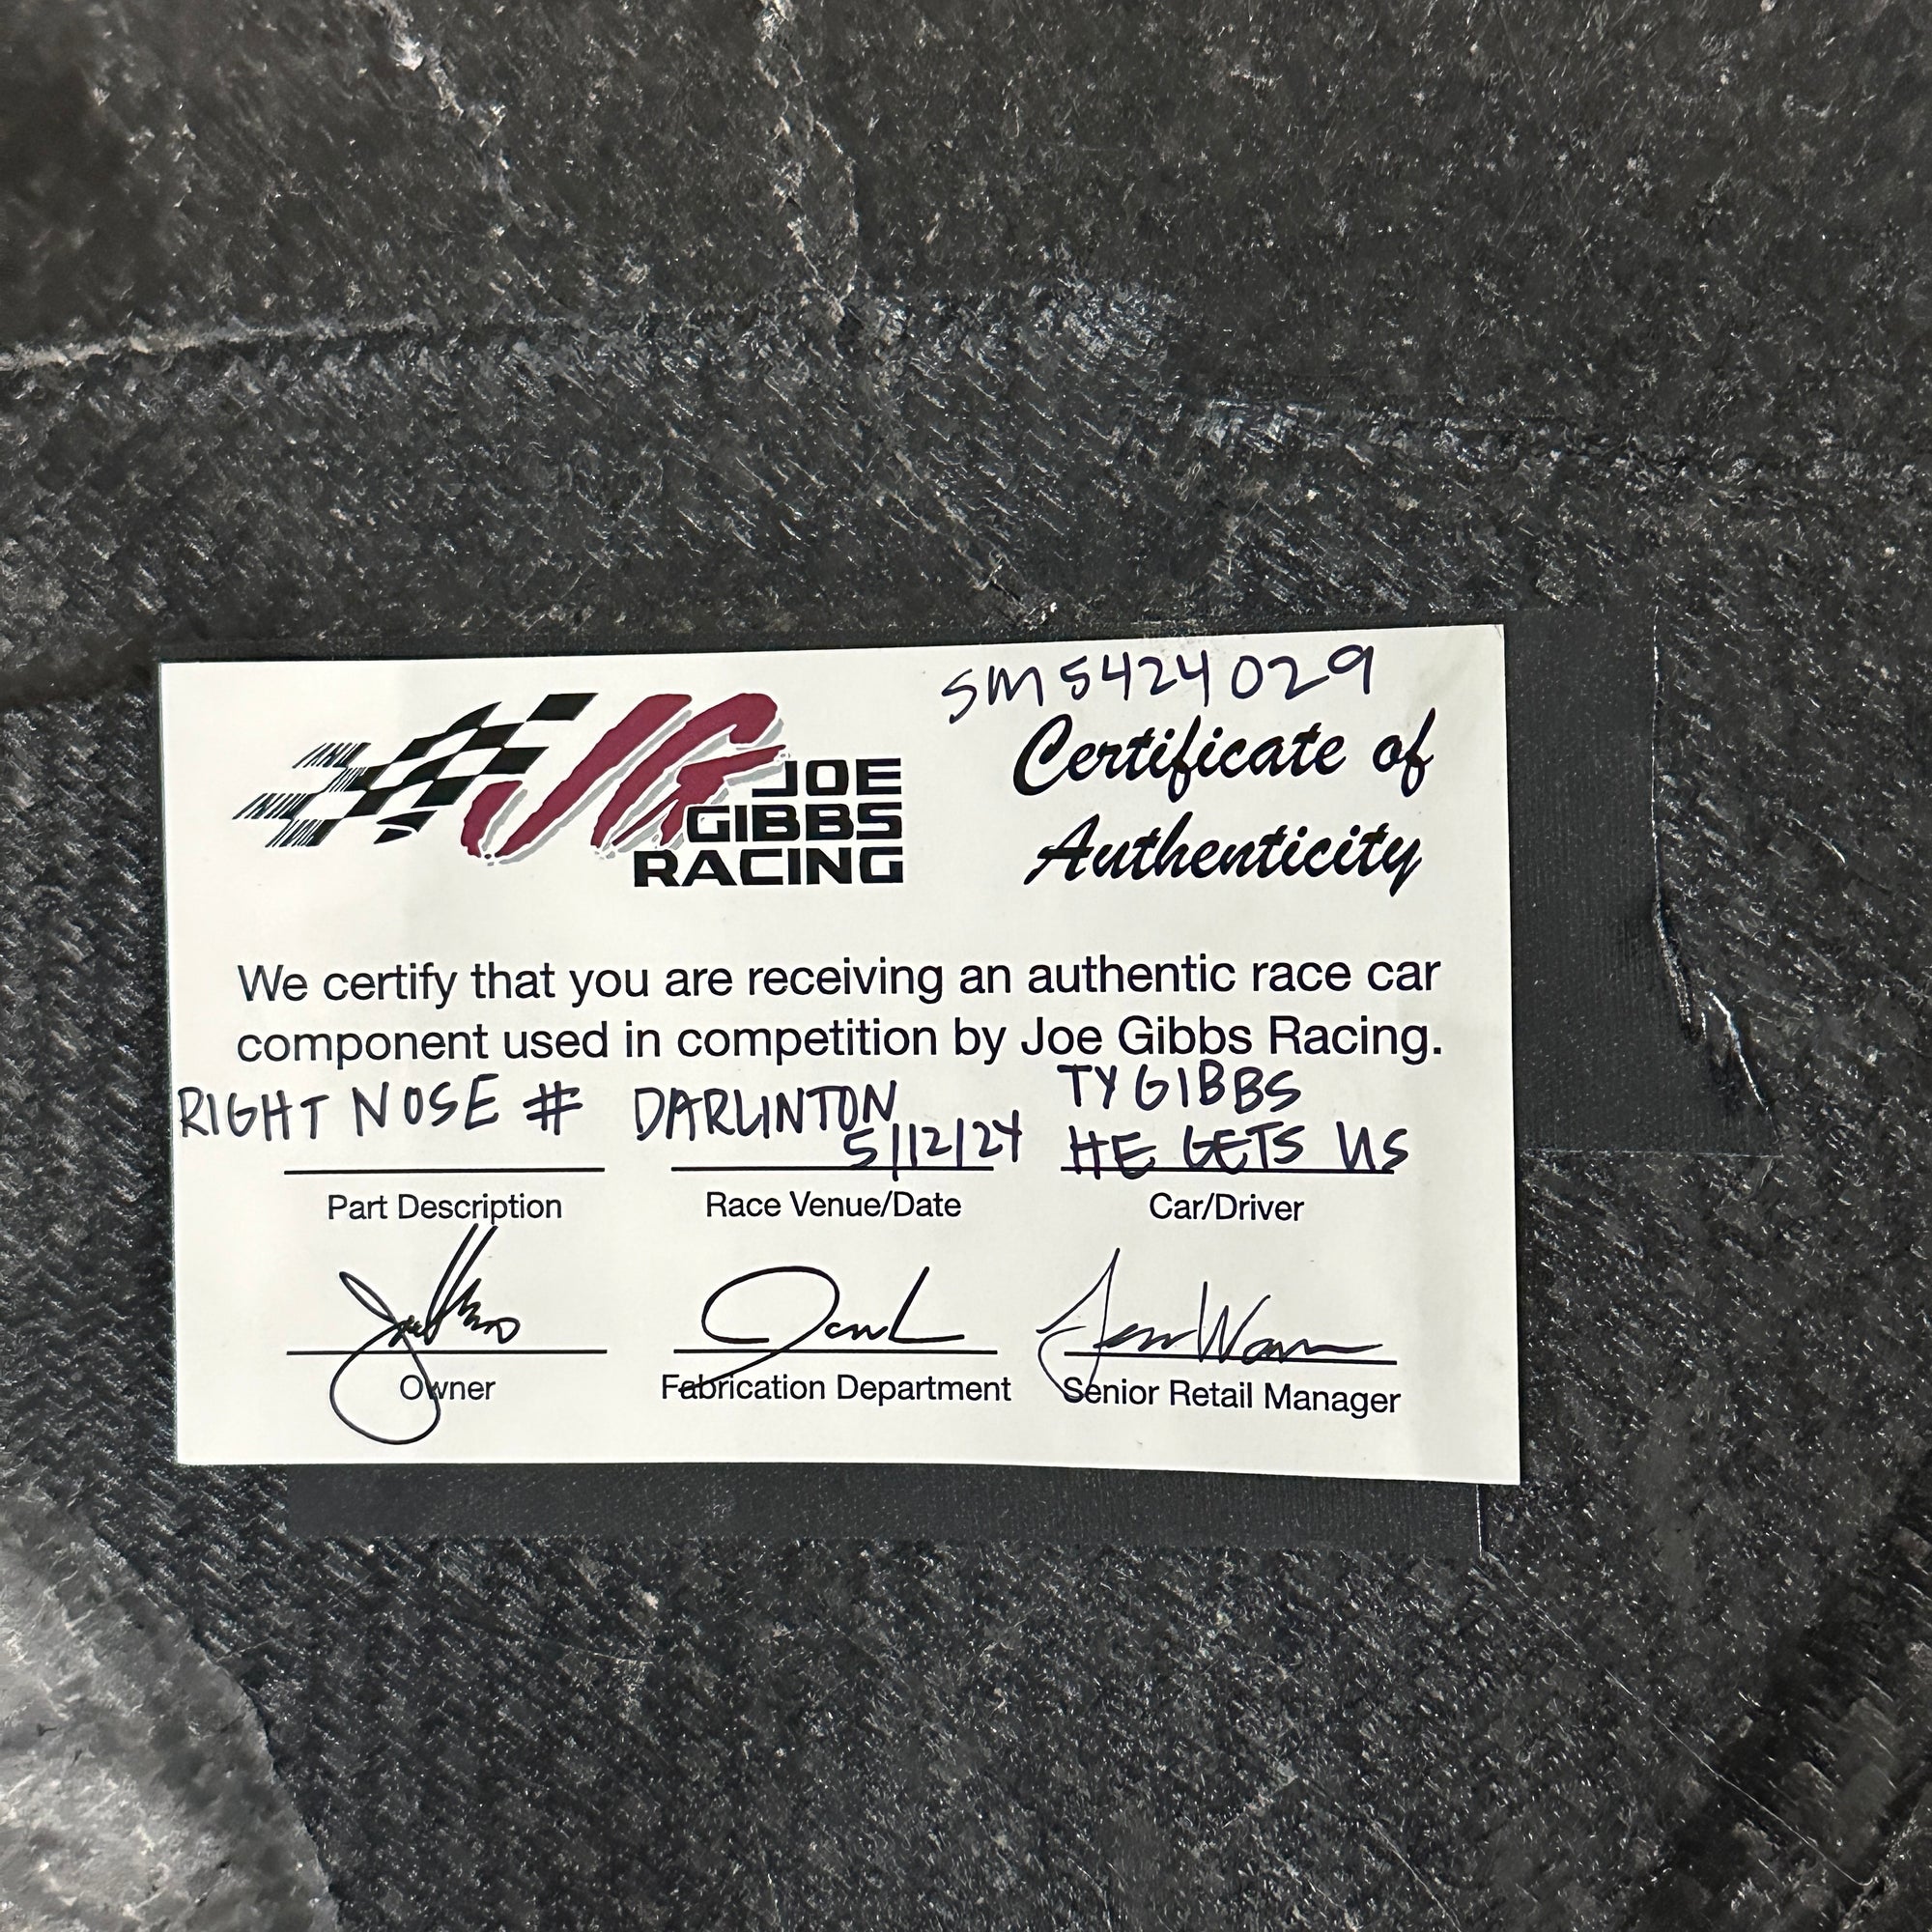 SM5424029
JG JOE
GIBBS
RACING
Certificate of
Authenticity
We certify that you are receiving an authentic race car
component used in competition by Joe Gibbs Racing.
RIGHT NOSE #
Part Description
DARLINTON
5/12/24
Race Venue/Date
TY GIBBS
HE GETS US
Car/Driver
Owner
Fabrication Department
Senior Retail Manager